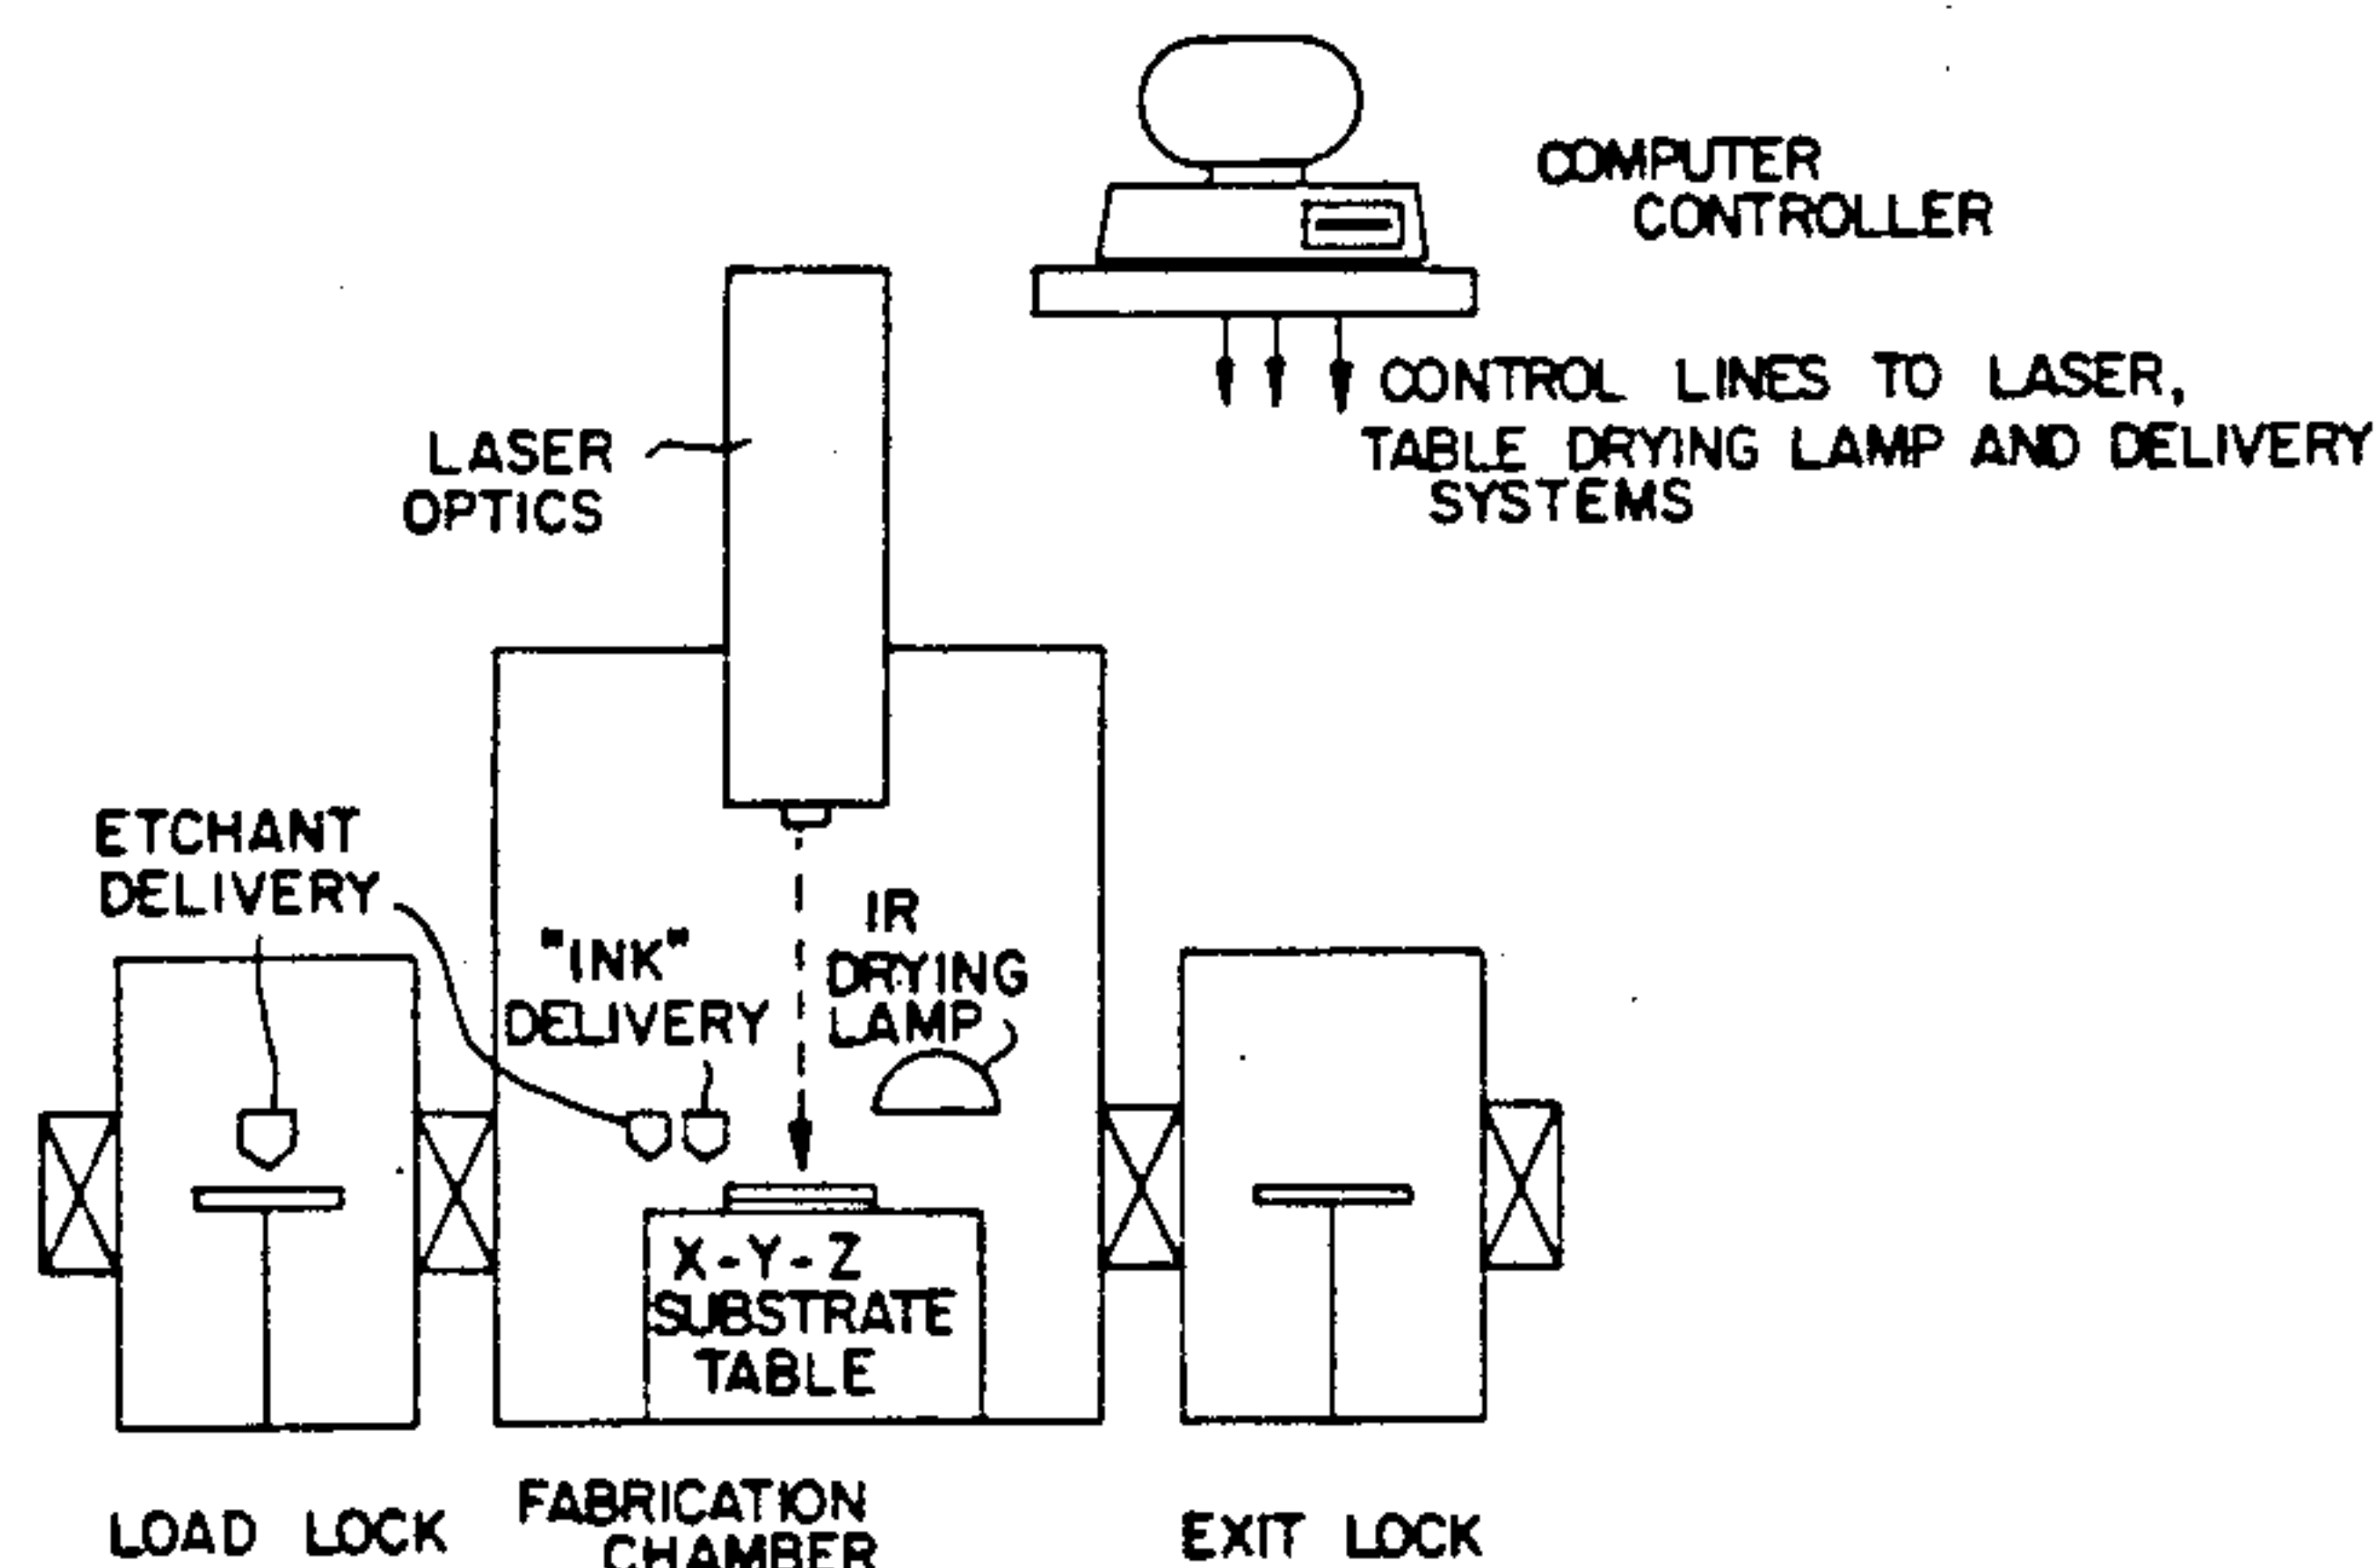 COMPUTER
CONTROLLER
CONTROL LINES TO LASER,
TABLE DRYING LAMP AND DELIVERY
SYSTEMS
LASER
OPTICS
ETCHANT
DELIVERY
"INK"
DELIVERY
IR
DRYING
LAMP
X-Y-Z
SUBSTRATE
TABLE
LOAD LOCK
FABRICATION
CHAMBER
EXIT LOCK